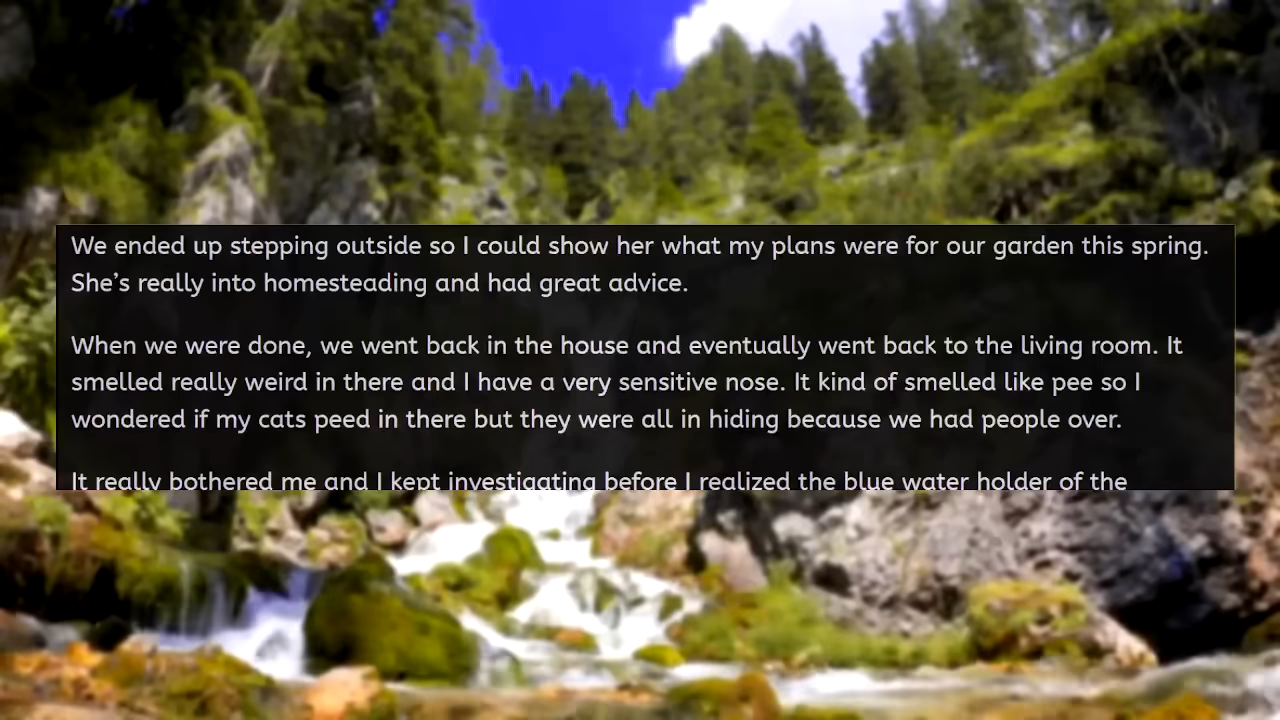 We ended up stepping outside so I could show her what my plans were for our garden this spring.
She’s really into homesteading and had great advice.
When we were done, we went back in the house and eventually went back to the living room. It
smelled really weird in there and I have a very sensitive nose. It kind of smelled like pee so I
wondered if my cats peed in there but they were all in hiding because we had people over.
It really bothered me and I kept investigating before I realized the blue water holder of the